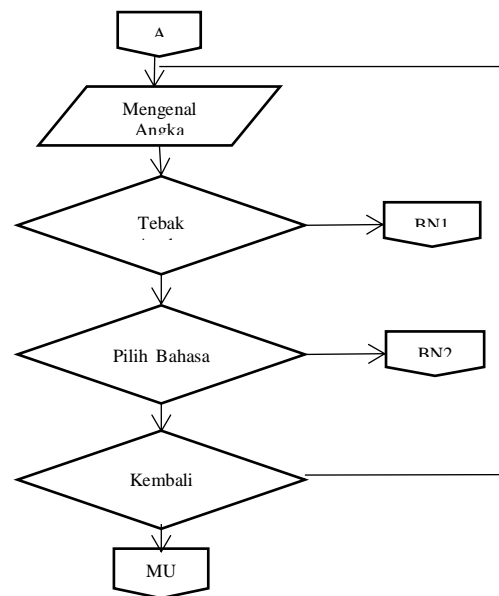 A
Mengenal
Angka
Tebak
BN1
Pilih Bahasa
BN2
Kembali
MU